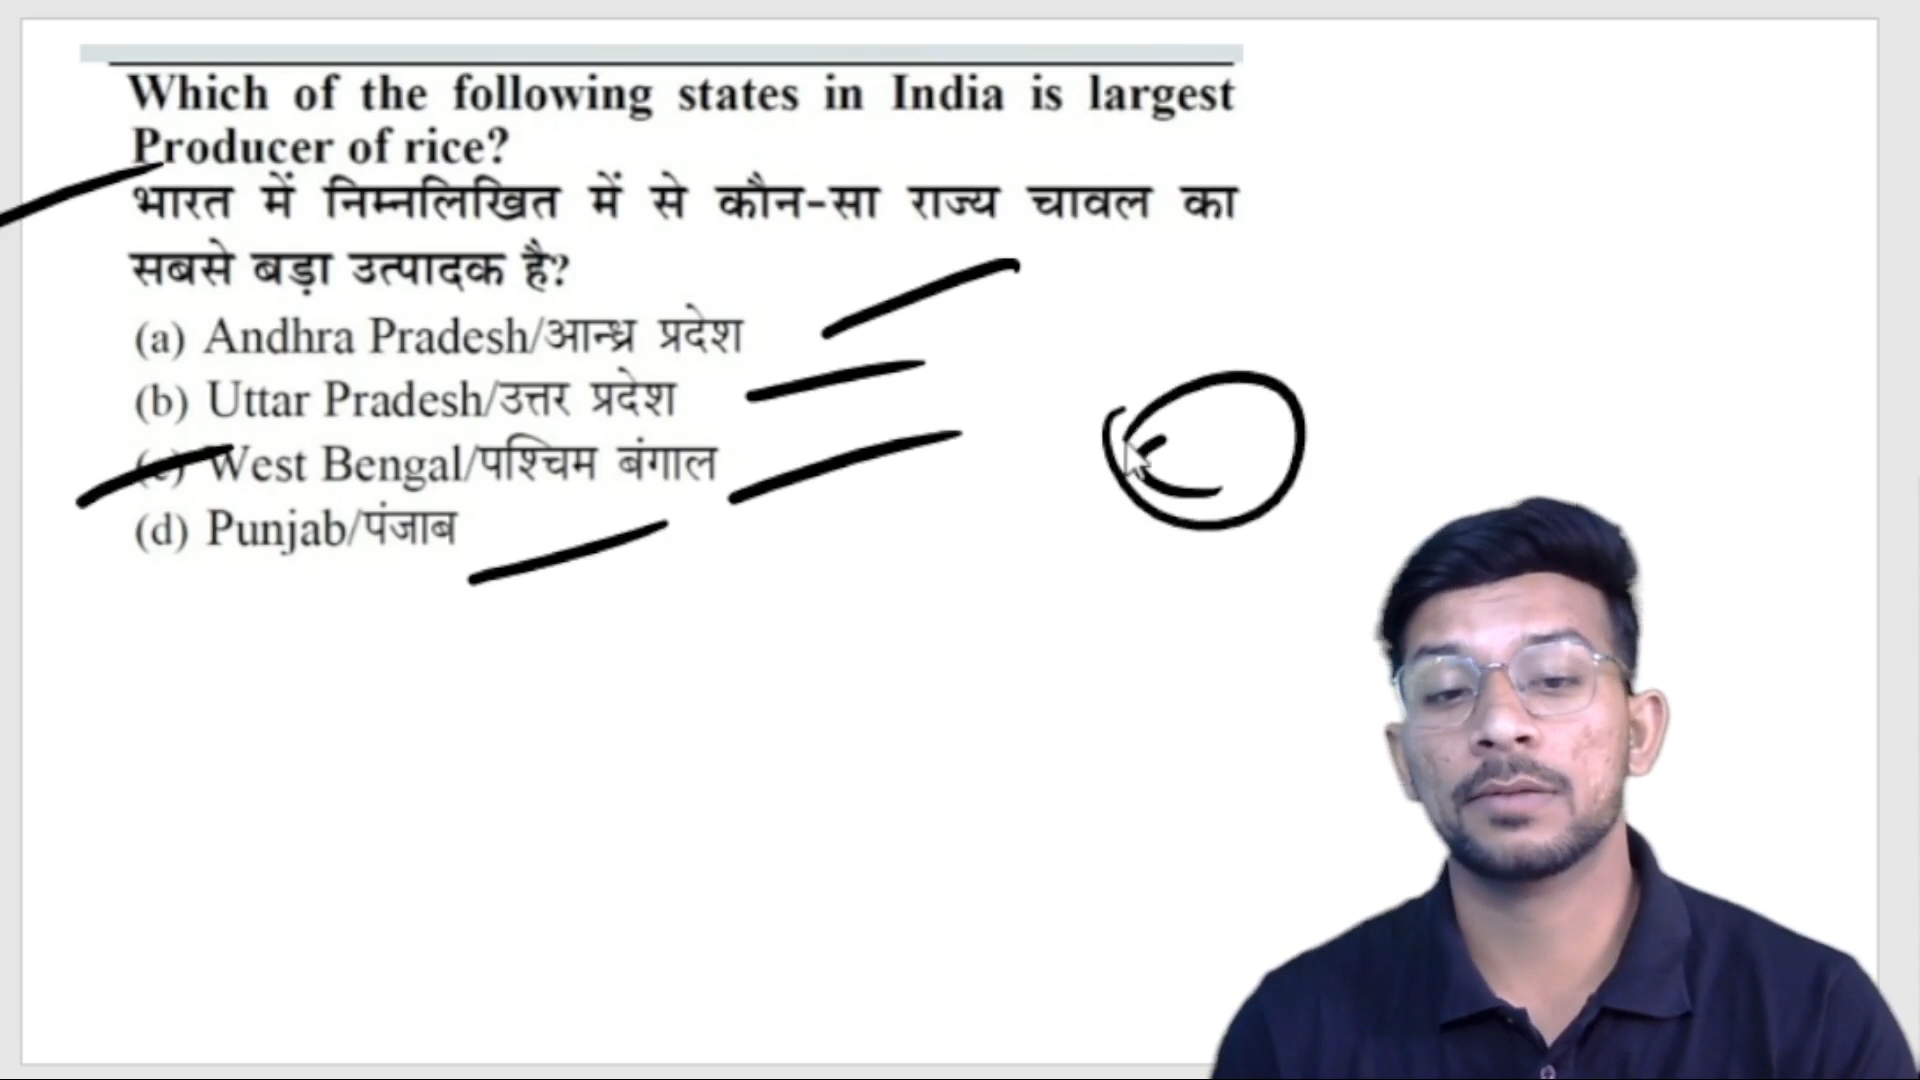 Which of the following states in India is largest
Producer of rice?
भारत में निम्नलिखित में से कौन-सा राज्य चावल का
सबसे बड़ा उत्पादक है?
(a) Andhra Pradesh/आन्ध्र प्रदेश
(b) Uttar Pradesh/उत्तर प्रदेश
(c) West Bengal/पश्चिम बंगाल
(d) Punjab/पंजाब